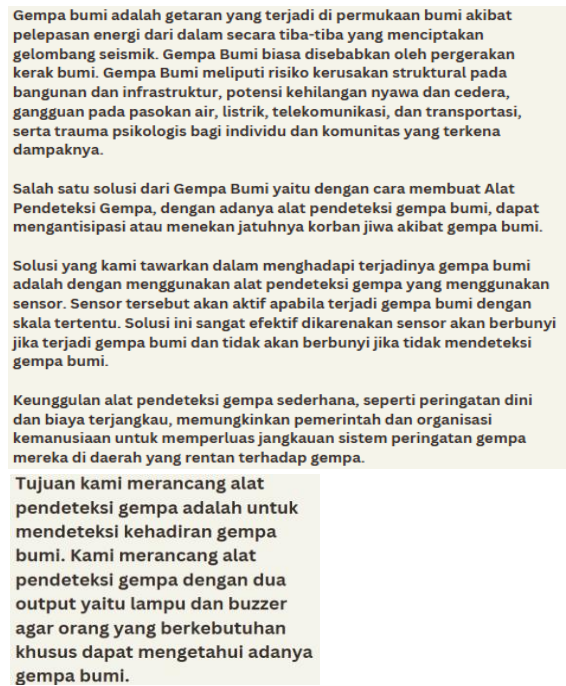 Gempa bumi adalah getaran yang terjadi di permukaan bumi akibat
pelepasan energi dari dalam secara tiba-tiba yang menciptakan
gelombang seismik. Gempa Bumi biasa disebabkan oleh pergerakan
kerak bumi. Gempa Bumi meliputi risiko kerusakan struktural pada
bangunan dan infrastruktur, potensi kehilangan nyawa dan cedera,
gangguan pada pasokan air, listrik, telekomunikasi, dan transportasi,
serta trauma psikologis bagi individu dan komunitas yang terkena
dampaknya.
Salah satu solusi dari Gempa Bumi yaitu dengan cara membuat Alat
Pendeteksi Gempa, dengan adanya alat pendeteksi gempa bumi, dapat
mengantisipasi atau menekan jatuhnya korban jiwa akibat gempa bumi.
Solusi yang kami tawarkan dalam menghadapi terjadinya gempa bumi
adalah dengan menggunakan alat pendeteksi gempa yang menggunakan
sensor. Sensor tersebut akan aktif apabila terjadi gempa bumi dengan
skala tertentu. Solusi ini sangat efektif dikarenakan sensor akan berbunyi
jika terjadi gempa bumi dan tidak akan berbunyi jika tidak mendeteksi
gempa bumi.
Keunggulan alat pendeteksi gempa sederhana, seperti peringatan dini
dan biaya terjangkau, memungkinkan pemerintah dan organisasi
kemanusiaan untuk memperluas jangkauan sistem peringatan gempa
mereka di daerah yang rentan terhadap gempa.
Tujuan kami merancang alat
pendeteksi gempa adalah untuk
mendeteksi kehadiran gempa
bumi. Kami merancang alat
pendeteksi gempa dengan dua
output yaitu lampu dan buzzer
agar orang yang berkebutuhan
khusus dapat mengetahui adanya
gempa bumi.